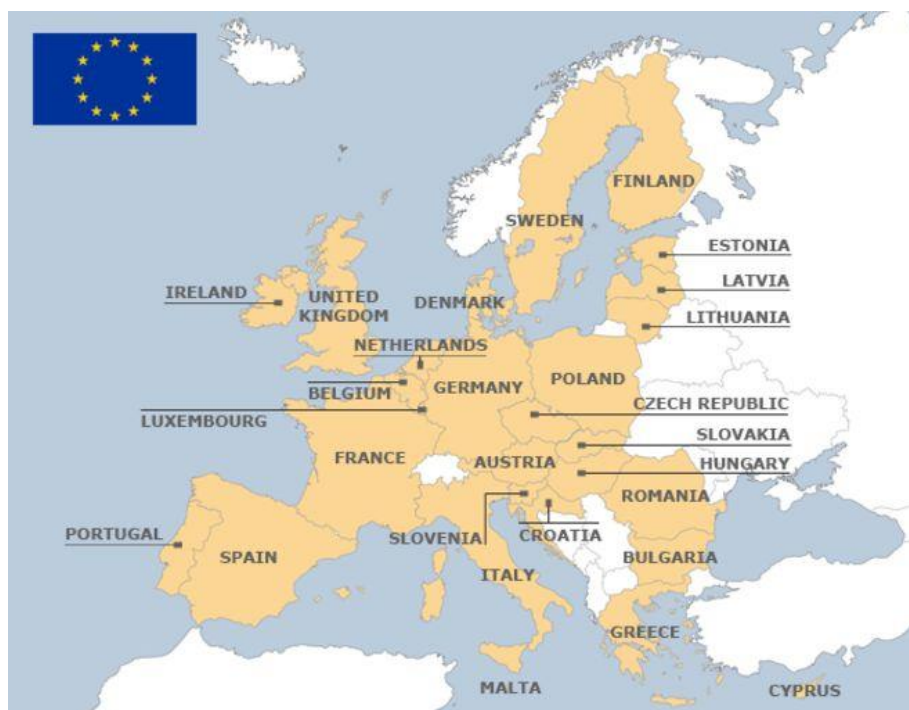 FINLAND
SWEDEN
ESTONIA
LATVIA
LITHUANIA
IRELAND
UNITED
KINGDOM
DENMARK
NETHERLANDS
BELGIUM
GERMANY
POLAND
LUXEMBOURG
CZECH REPUBLIC
SLOVAKIA
FRANCE
AUSTRIA
HUNGARY
ROMANIA
PORTUGAL
SPAIN
SLOVENIA
CROATIA
ITALY
BULGARIA
GREECE
MALTA
CYPRUS